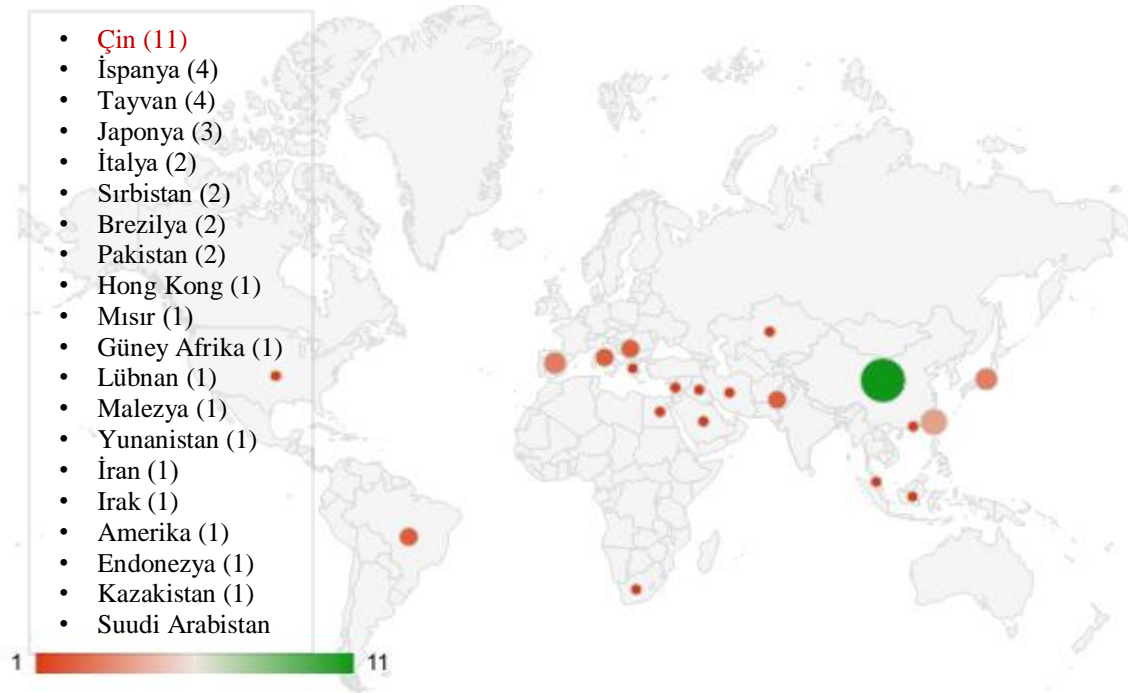 • Çin (11)
• İspanya (4)
• Tayvan (4)
• Japonya (3)
• İtalya (2)
• Sırbistan (2)
• Brezilya (2)
• Pakistan (2)
• Hong Kong (1)
• Mısır (1)
• Güney Afrika (1)
• Lübnan (1)
• Malezya (1)
• Yunanistan (1)
• İran (1)
• Irak (1)
• Amerika (1)
• Endonezya (1)
• Kazakistan (1)
• Suudi Arabistan
1 11